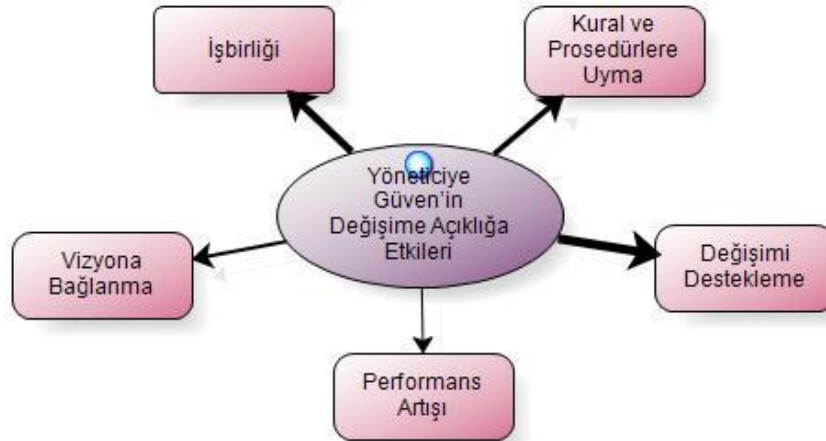 İşbirliği
Kural ve
Prosedürlere
Uyma
Yöneticiye
Güven’in
Değişime Açıklığa
Etkileri
Vizyona
Bağlanma
Değişimi
Destekleme
Performans
Artışı